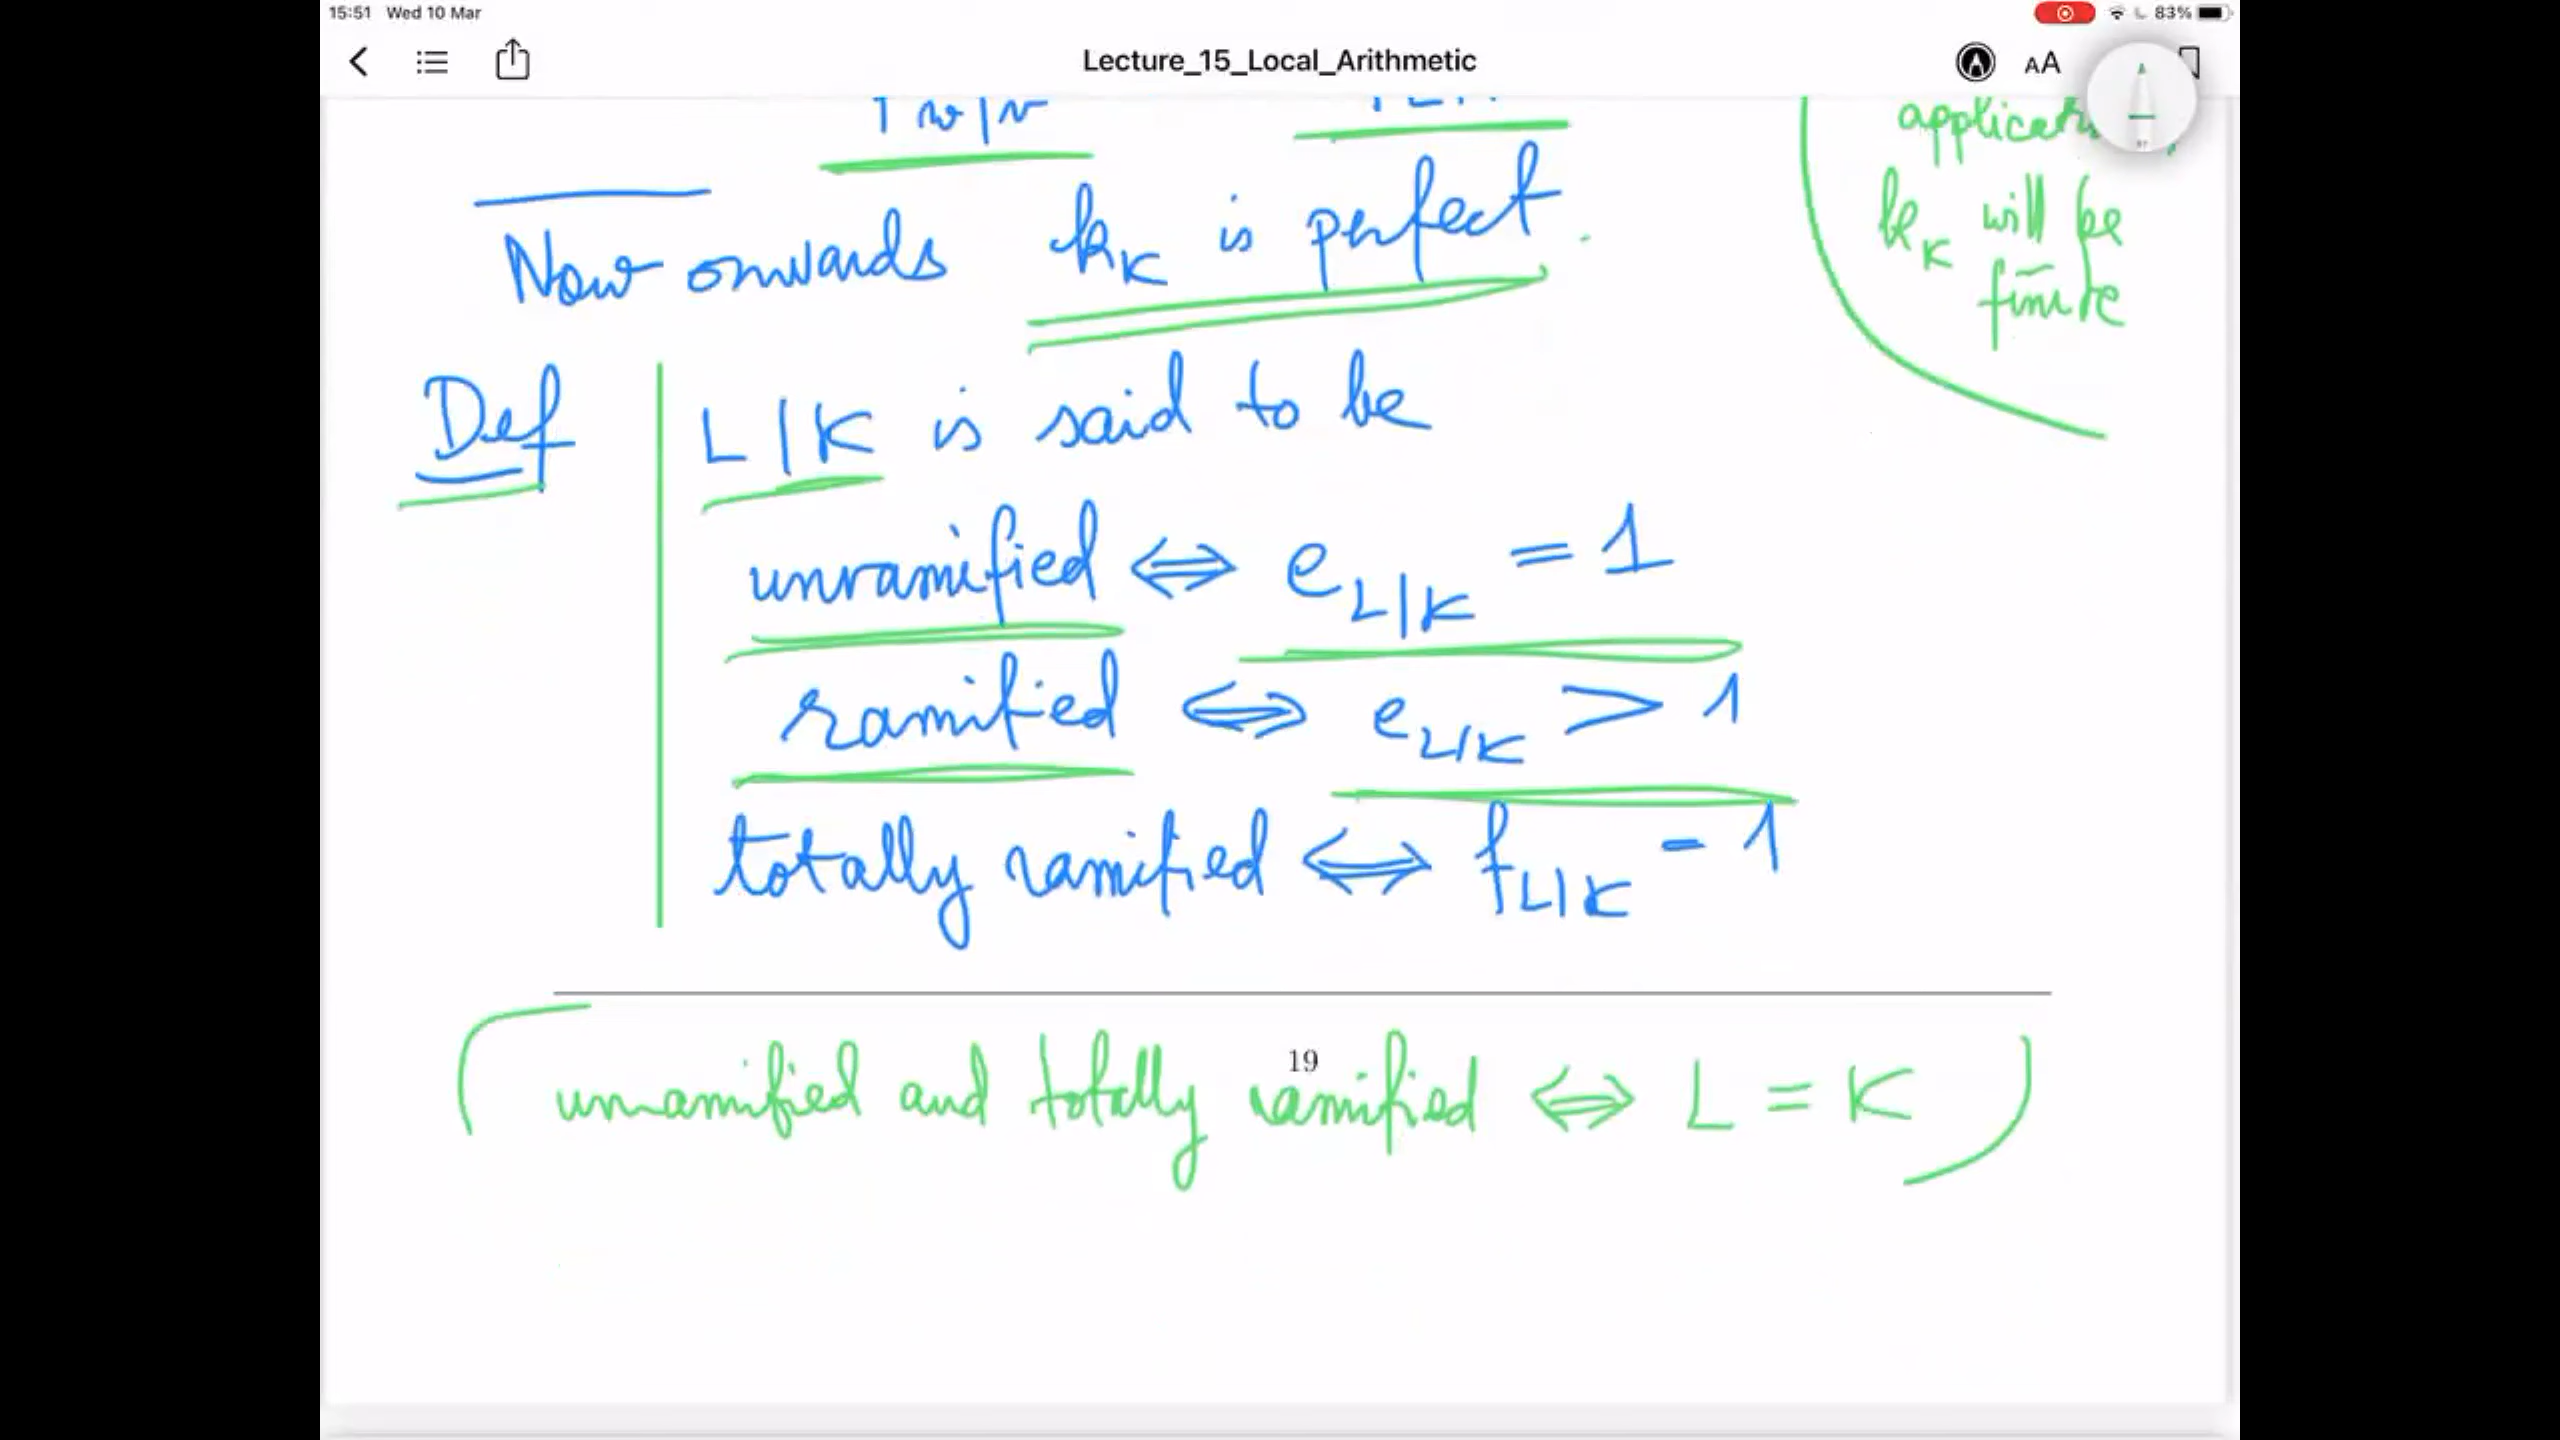 15:51 Wed 10 Mar
83%
Lecture_15_Local_Arithmetic
AA
Now onwards k_K is perfect.
k_K will be
finite
Def
L|K is said to be
unramified ⇔ e_{L|K} = 1
ramified ⇔ e_{L|K} > 1
totally ramified ⇔ f_{L|K} = 1
19
unramified and totally ramified ⇔ L = K